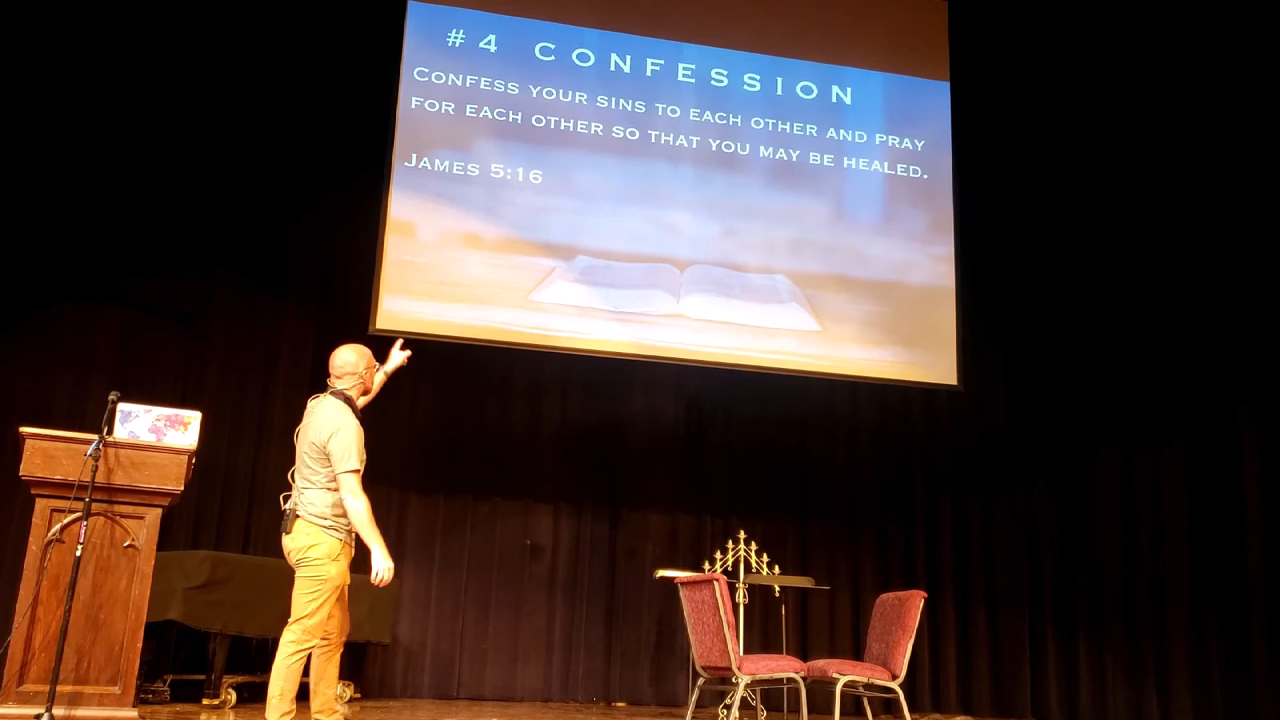 #4 CONFESSION
CONFESS YOUR SINS TO EACH OTHER AND PRAY
FOR EACH OTHER SO THAT YOU MAY BE HEALED.
JAMES 5:16